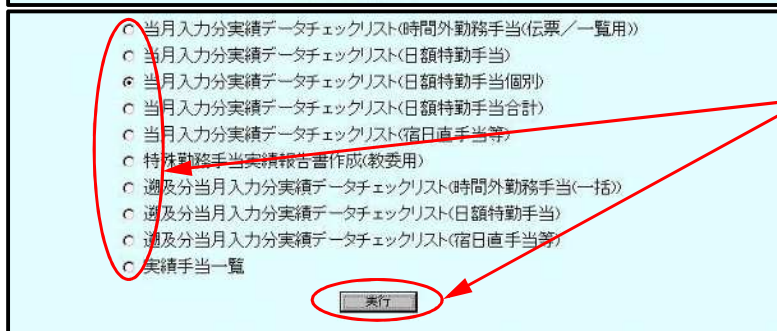 当月入力分実績データチェックリスト(時間外勤務手当(伝票／一覧用))
当月入力分実績データチェックリスト(日額特勤手当)
当月入力分実績データチェックリスト(日額特勤手当個別)
当月入力分実績データチェックリスト(日額特勤手当合計)
当月入力分実績データチェックリスト(宿日直手当等)
特殊勤務手当実績報告書作成(教委用)
遡及分当月入力分実績データチェックリスト(時間外勤務手当(一括))
遡及分当月入力分実績データチェックリスト(日額特勤手当)
遡及分当月入力分実績データチェックリスト(宿日直手当等)
実績手当一覧
実行